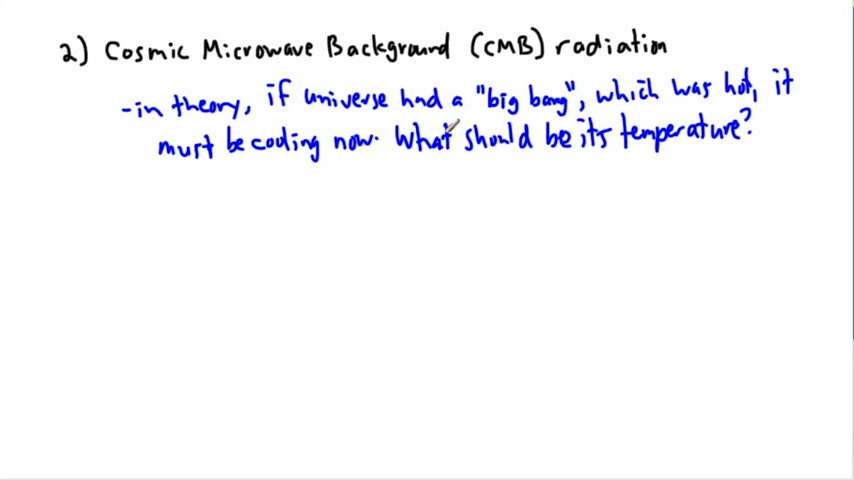 2) Cosmic Microwave Background (CMB) radiation
-in theory, if universe had a "big bang", which was hot, it
must be cooling now. What should be its temperature?